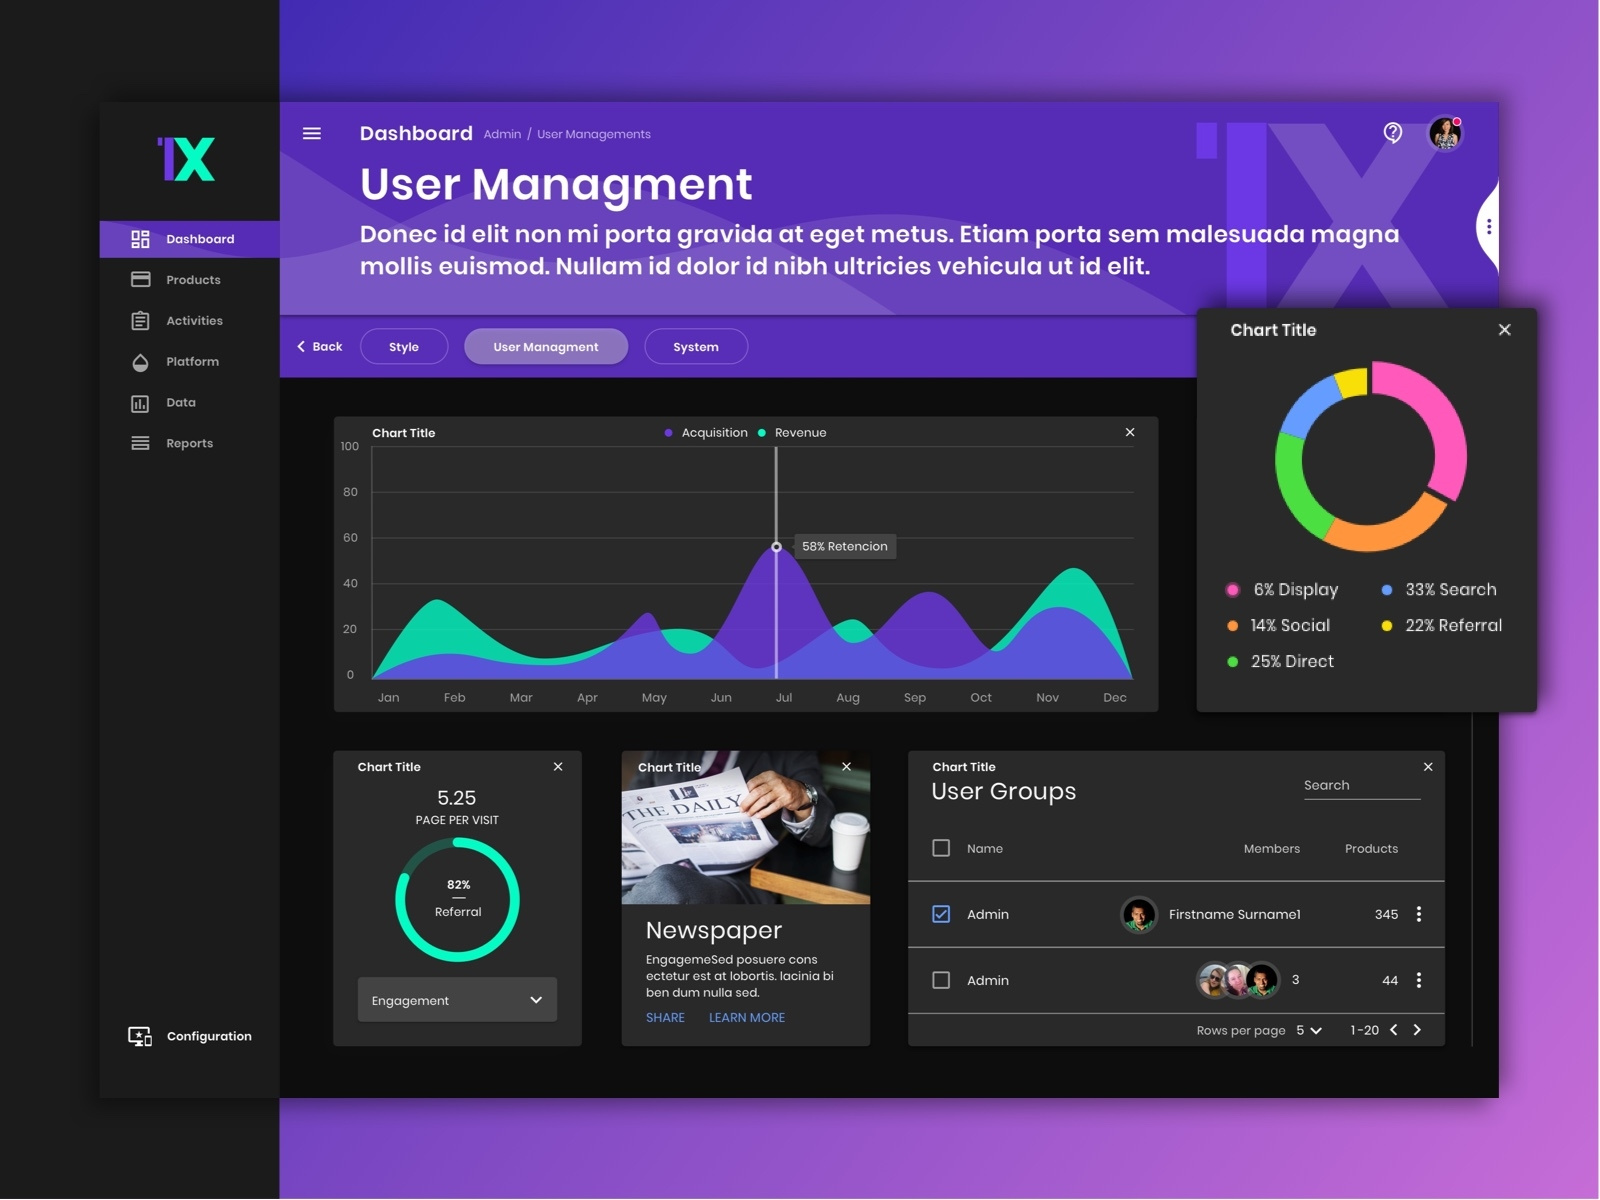 1X
Dashboard
Products
Activities
Platform
Data
Reports
Configuration
Dashboard Admin / User Managements
User Managment
Donec id elit non mi porta gravida at eget metus. Etiam porta sem malesuada magna
mollis euismod. Nullam id dolor id nibh ultricies vehicula ut id elit.
1X
Back Style User Managment System
Chart Title Acquisition Revenue
100
80
60
40
20
0
58% Retencion
Jan Feb Mar Apr May Jun Jul Aug Sep Oct Nov Dec
Chart Title
6% Display 33% Search
14% Social 22% Referral
25% Direct
Chart Title
5.25
PAGE PER VISIT
82%
Referral
Engagement
Chart Title
THE DAILY
Newspaper
EngagemeSed posuere cons
ectetur est at lobortis. lacinia bi
ben dum nulla sed.
SHARE LEARN MORE
Chart Title
User Groups
Search
Name Members Products
Admin Firstname Surname1 345
Admin 3 44
Rows per page 5 1-20